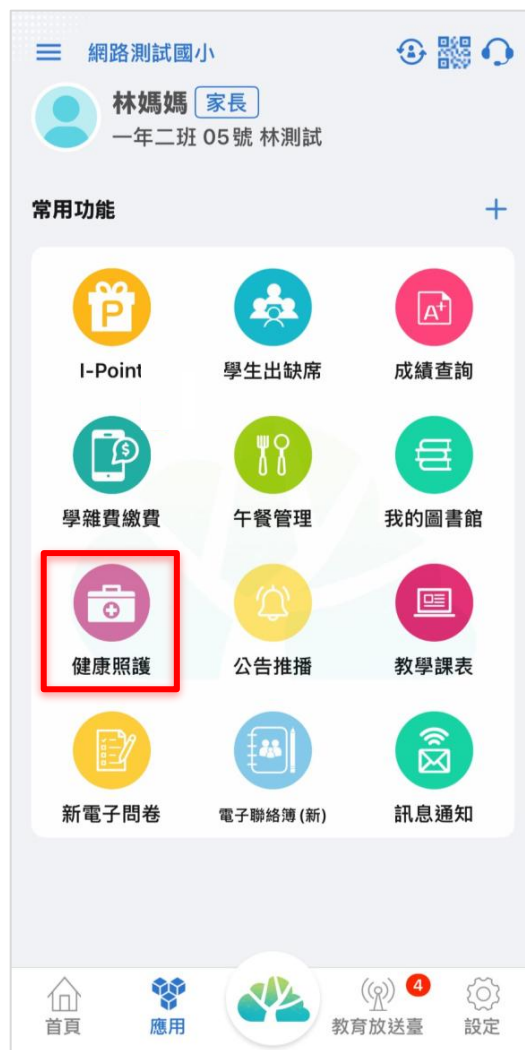 網路測試國小
林媽媽 家長
一年二班 05號 林測試
常用功能
P
A+
I-Point 學生出缺席 成績查詢
$
學雜費繳費 午餐管理 我的圖書館
健康照護 公告推播 教學課表
新電子問卷 電子聯絡簿(新) 訊息通知
4
首頁 應用 教育放送臺 設定